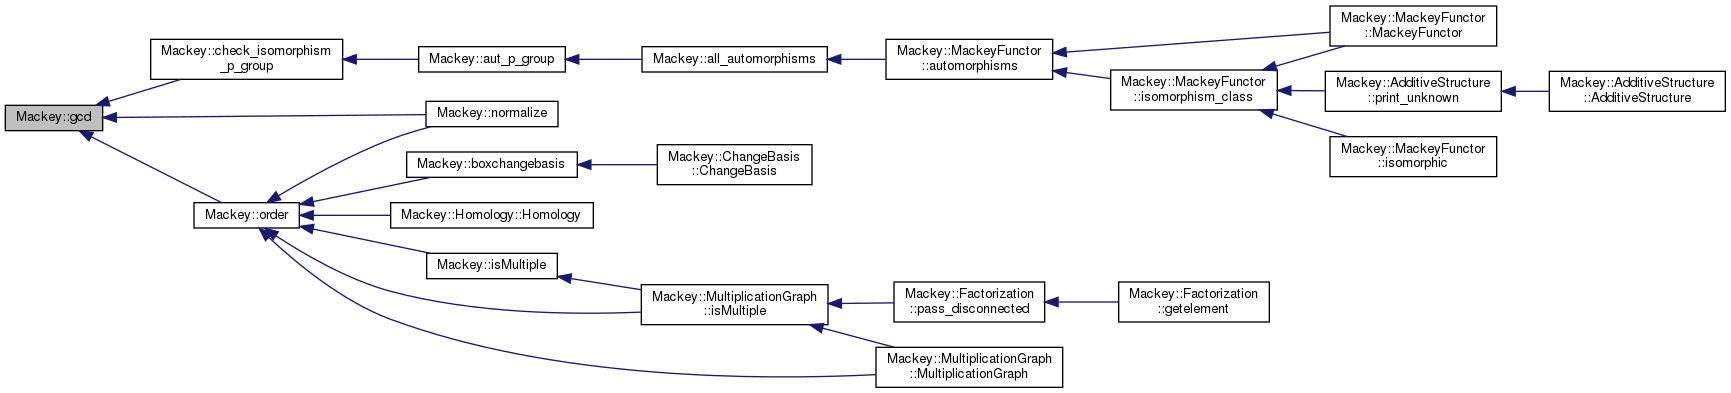 Mackey::gcd
Mackey::check_isomorphism
_p_group
Mackey::aut_p_group
Mackey::all_automorphisms
Mackey::MackeyFunctor
::automorphisms
Mackey::MackeyFunctor
::MackeyFunctor
Mackey::MackeyFunctor
::isomorphism_class
Mackey::AdditiveStructure
::print_unknown
Mackey::AdditiveStructure
::AdditiveStructure
Mackey::MackeyFunctor
::isomorphic
Mackey::normalize
Mackey::order
Mackey::boxchangebasis
Mackey::ChangeBasis
::ChangeBasis
Mackey::Homology::Homology
Mackey::isMultiple
Mackey::MultiplicationGraph
::isMultiple
Mackey::Factorization
::pass_disconnected
Mackey::Factorization
::getelement
Mackey::MultiplicationGraph
::MultiplicationGraph